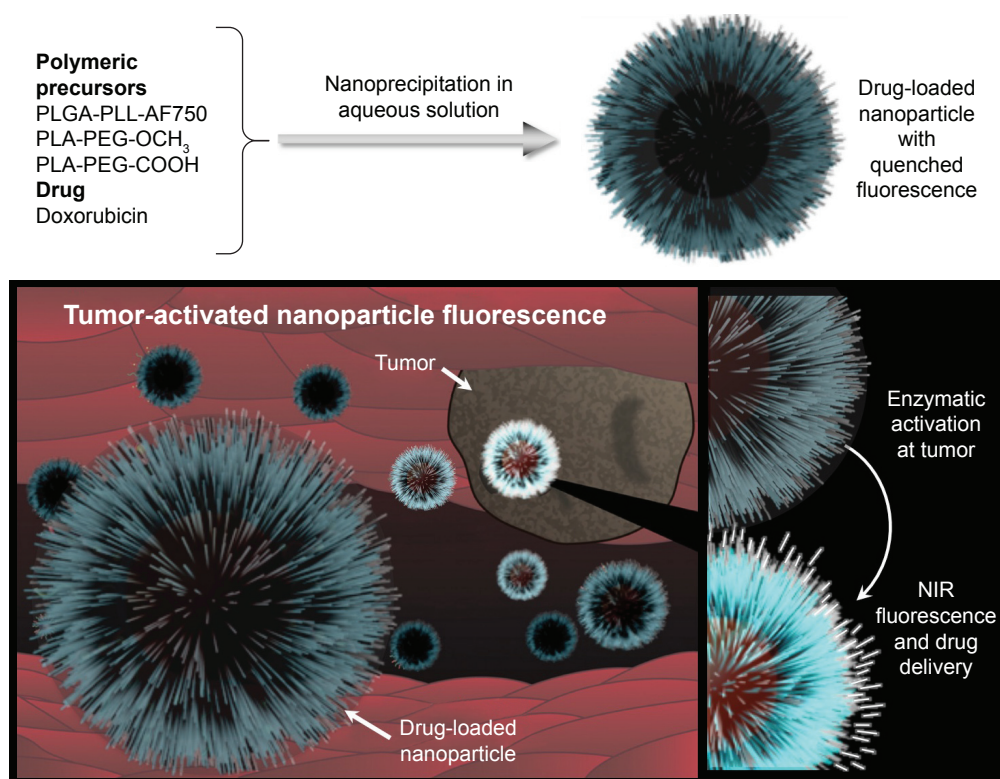 Polymeric
precursors
PLGA-PLL-AF750
PLA-PEG-OCH₃
PLA-PEG-COOH
Drug
Doxorubicin
Nanoprecipitation in
aqueous solution
Drug-loaded
nanoparticle
with
quenched
fluorescence
Tumor-activated nanoparticle fluorescence
Tumor
Drug-loaded
nanoparticle
Enzymatic
activation
at tumor
NIR
fluorescence
and drug
delivery